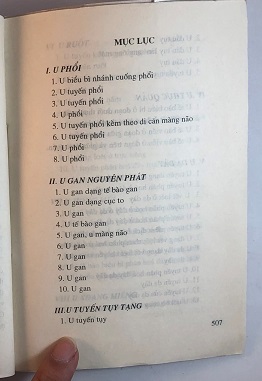 MỤC LỤC
I. U PHỔI
1. U biểu bì nhánh cuống phổi
2. U tuyến phổi
3. U tuyến phổi
4. U phổi
5. U tuyến phổi kèm theo di căn màng não
6. U tuyến phổi
7. U phổi
8. U phổi
II. U GAN NGUYÊN PHÁT
1. U gan dạng tế bào gan
2. U gan dạng cục to
3. U gan
4. U tế bào gan
5. U gan, u màng não
6. U gan
7. U gan
8. U gan
9. U gan
10. U gan
III. U TUYẾN TỤY TẠNG
1. U tuyến tụy
507